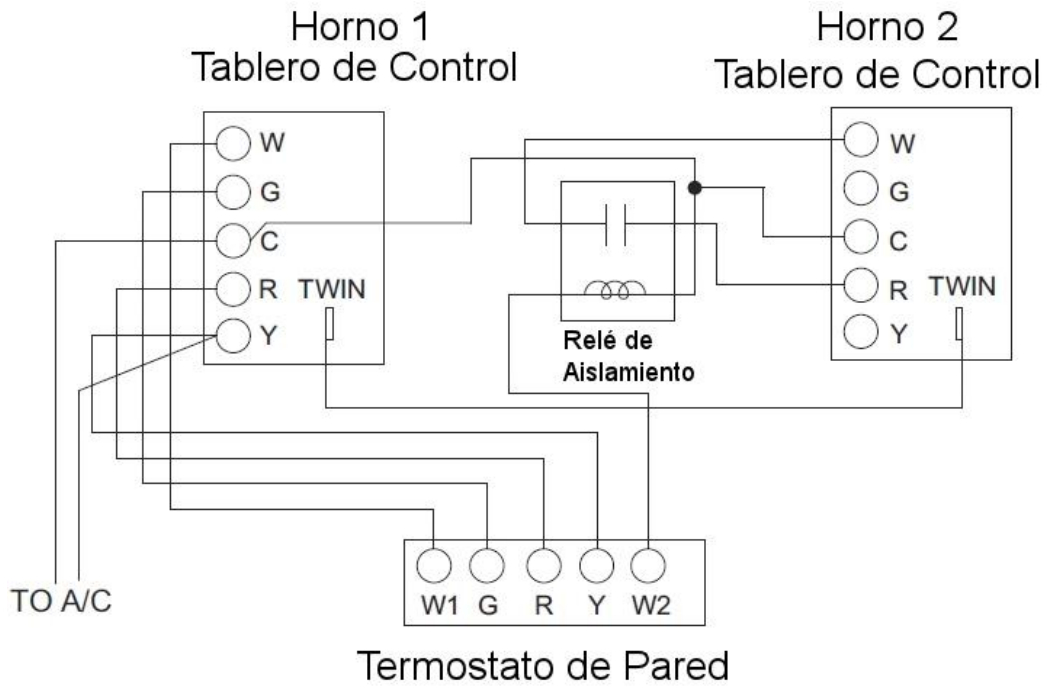 Horno 1
Tablero de Control
Horno 2
Tablero de Control
W
G
C
R TWIN
Y
W
G
C
R TWIN
Y
Relé de
Aislamiento
TO A/C
W1 G R Y W2
Termostato de Pared